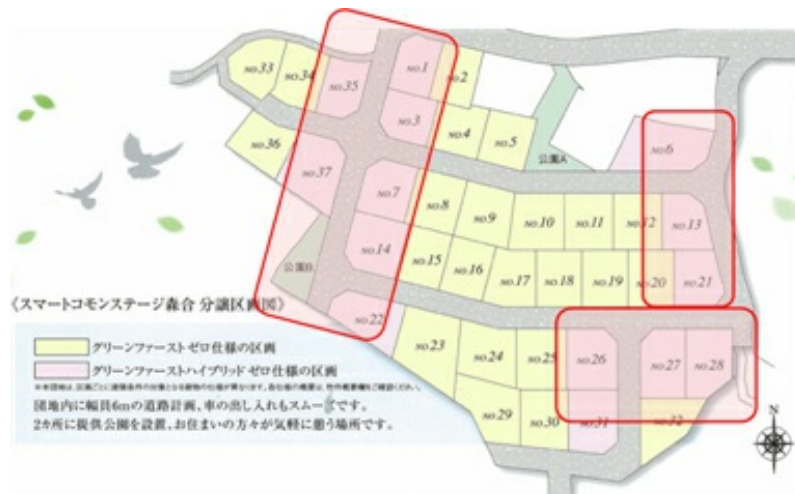 NO.33
NO.34
NO.35
NO.1
NO.2
NO.36
NO.37
NO.3
NO.4
NO.5
公園A
NO.6
NO.7
NO.8
NO.9
NO.10
NO.11
NO.12
NO.13
公園B
NO.14
NO.15
NO.16
NO.17
NO.18
NO.19
NO.20
NO.21
NO.22
NO.23
NO.24
NO.25
NO.26
NO.27
NO.28
NO.29
NO.30
NO.31
NO.32
《スマートコモンステージ森合 分譲区画図》
グリーンファースト ゼロ仕様の区画
グリーンファーストハイブリッド ゼロ仕様の区画
団地内に幅員6mの道路計画、車の出し入れもスムーズです。
2カ所に提供公園を設置、お住まいの方々が気軽に憩う場所です。
N